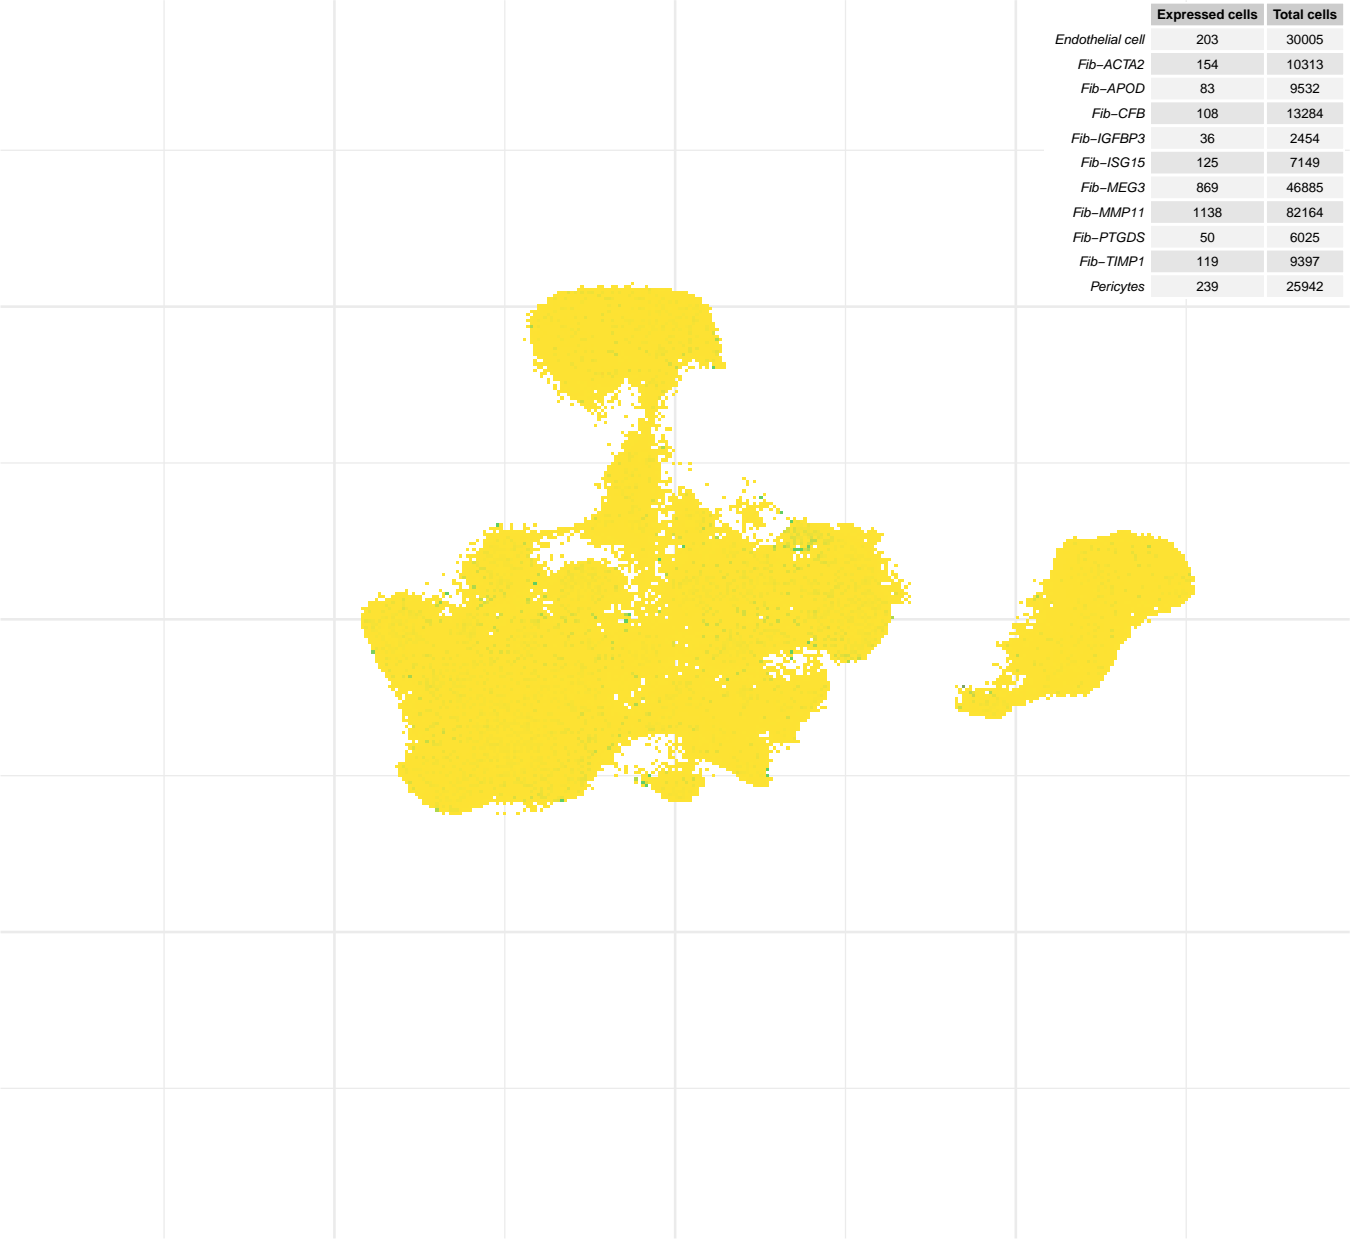 Expressed cells Total cells
Endothelial cell 203 30005
Fib−ACTA2 154 10313
Fib−APOD 83 9532
Fib−CFB 108 13284
Fib−IGFBP3 36 2454
Fib−ISG15 125 7149
Fib−MEG3 869 46885
Fib−MMP11 1138 82164
Fib−PTGDS 50 6025
Fib−TIMP1 119 9397
Pericytes 239 25942